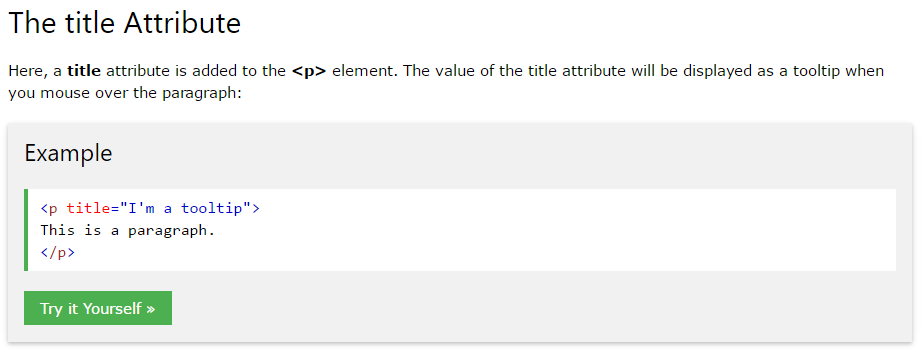 The title Attribute
Here, a title attribute is added to the <p> element. The value of the title attribute will be displayed as a tooltip when
you mouse over the paragraph:
Example
<p title="I'm a tooltip">
This is a paragraph.
</p>
Try it Yourself »